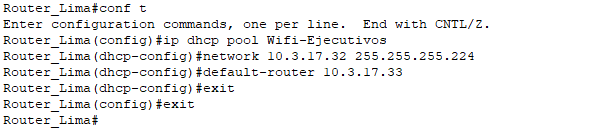 Router_Lima#conf t
Enter configuration commands, one per line.  End with CNTL/Z.
Router_Lima(config)#ip dhcp pool Wifi-Ejecutivos
Router_Lima(dhcp-config)#network 10.3.17.32 255.255.255.224
Router_Lima(dhcp-config)#default-router 10.3.17.33
Router_Lima(dhcp-config)#exit
Router_Lima(config)#exit
Router_Lima#